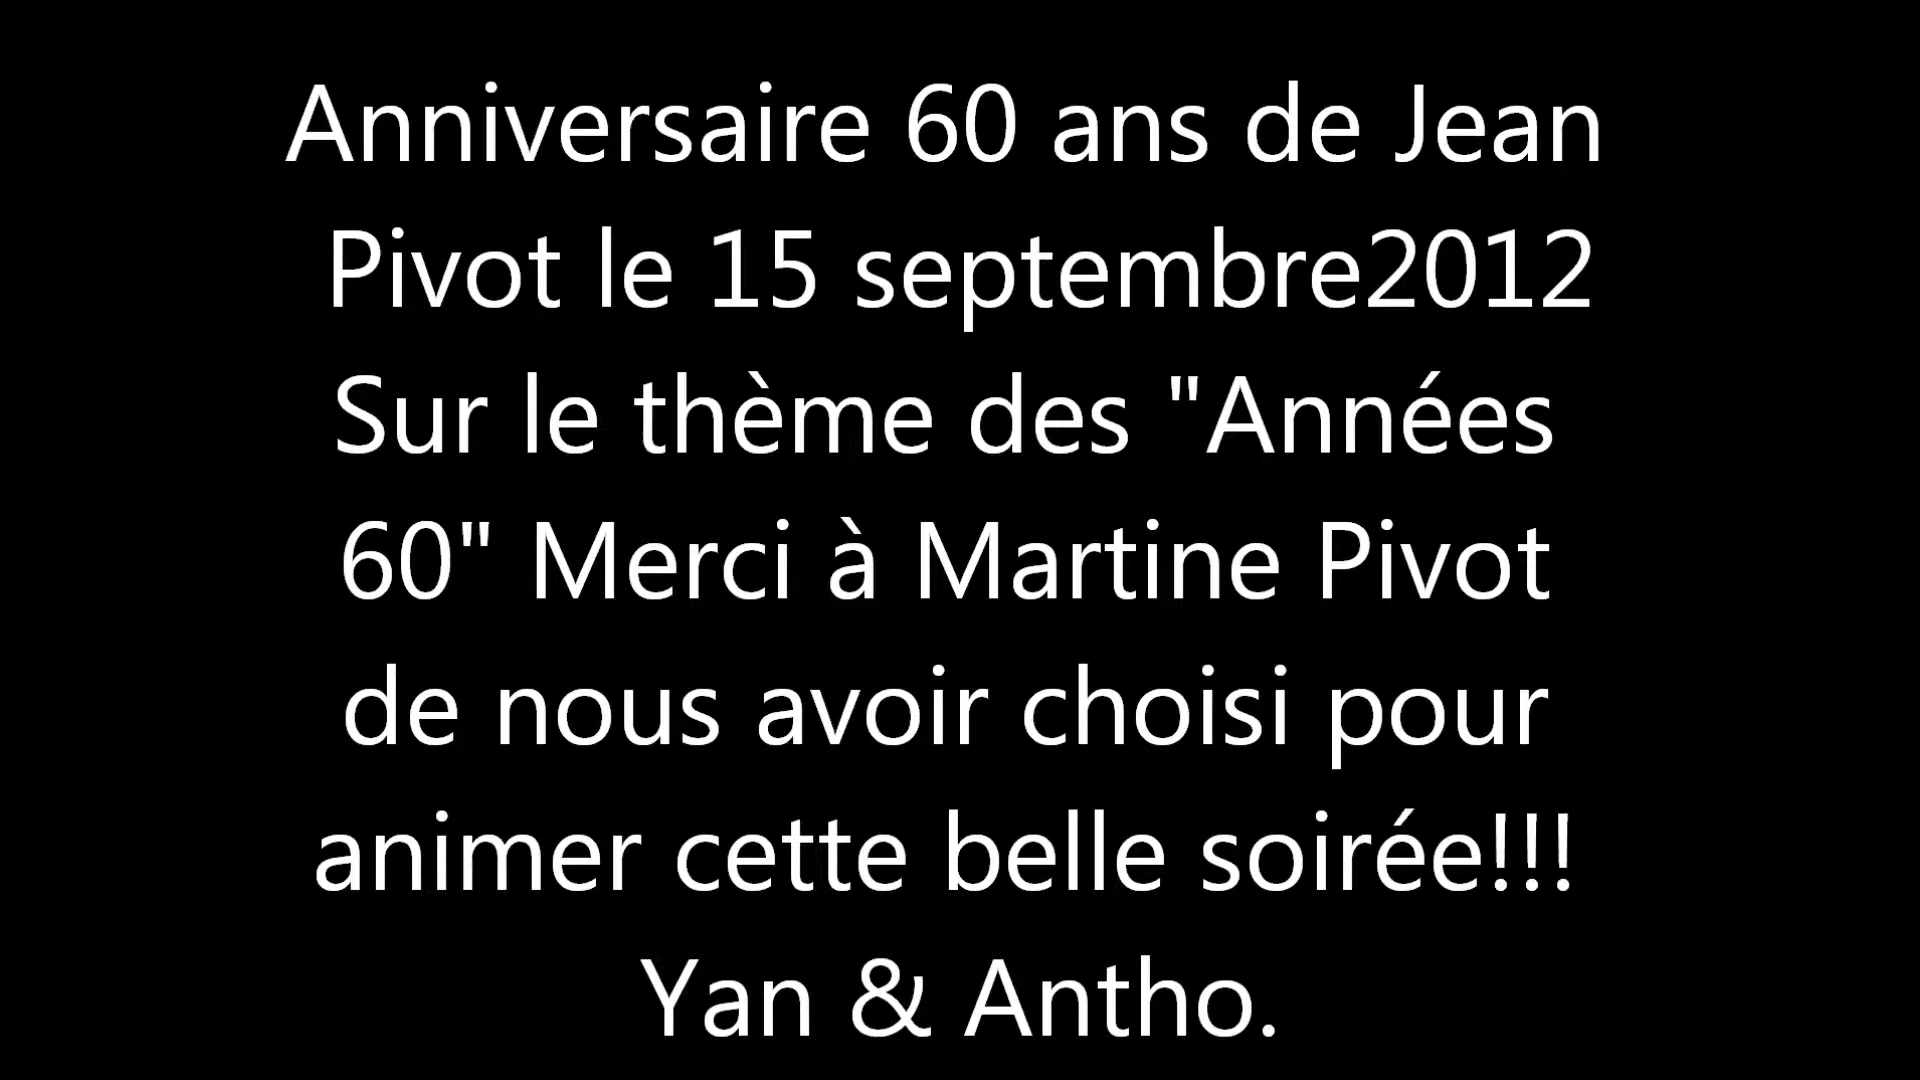 Anniversaire 60 ans de Jean
Pivot le 15 septembre2012
Sur le thème des "Années
60" Merci à Martine Pivot
de nous avoir choisi pour
animer cette belle soirée!!!
Yan & Antho.